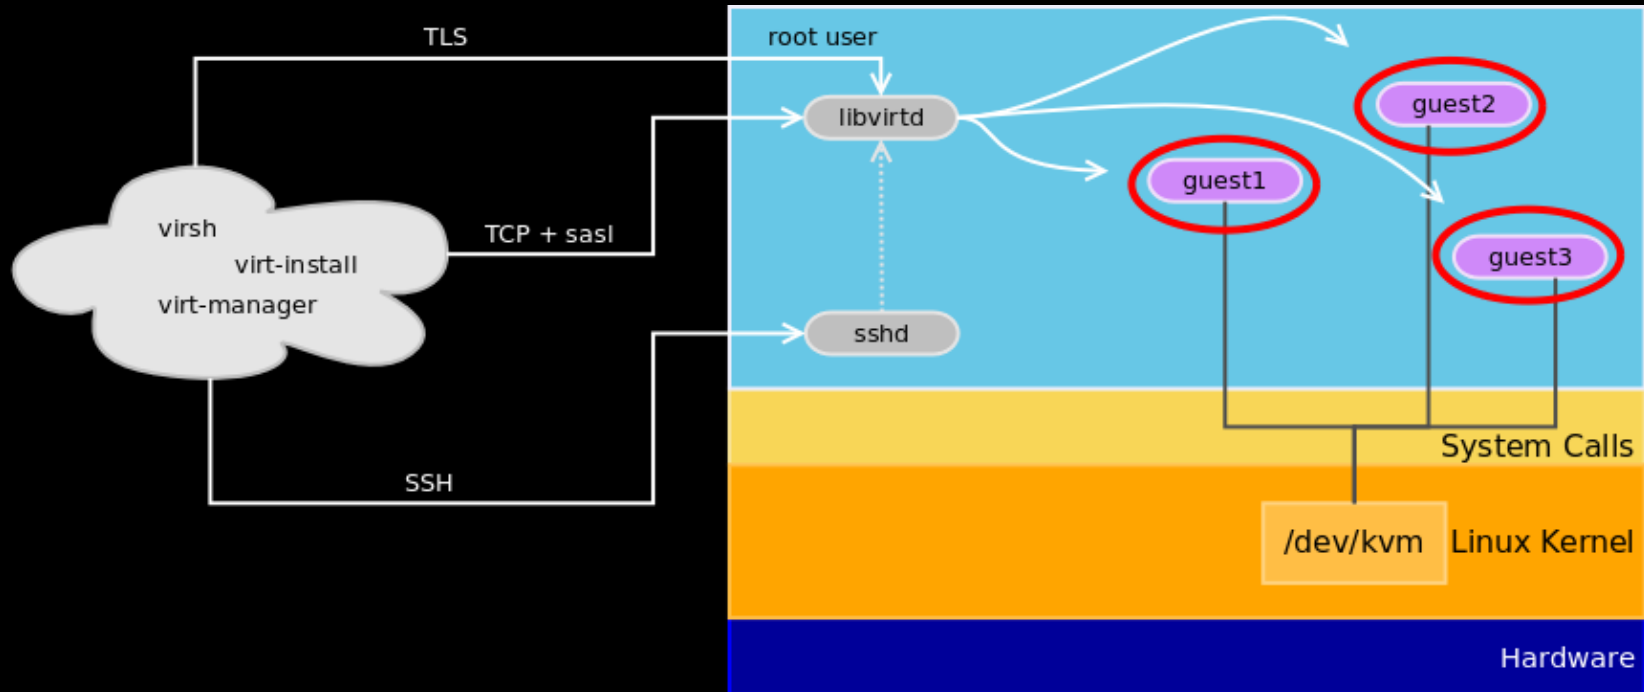 TLS
root user
libvirtd
guest2
guest1
virsh
TCP + sasl
virt-install
guest3
virt-manager
sshd
System Calls
SSH
/dev/kvm
Linux Kernel
Hardware